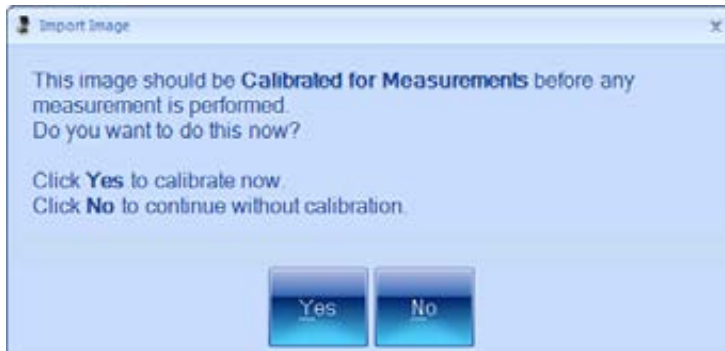 Import Image
x
This image should be Calibrated for Measurements before any
measurement is performed.
Do you want to do this now?
Click Yes to calibrate now.
Click No to continue without calibration.
Yes No